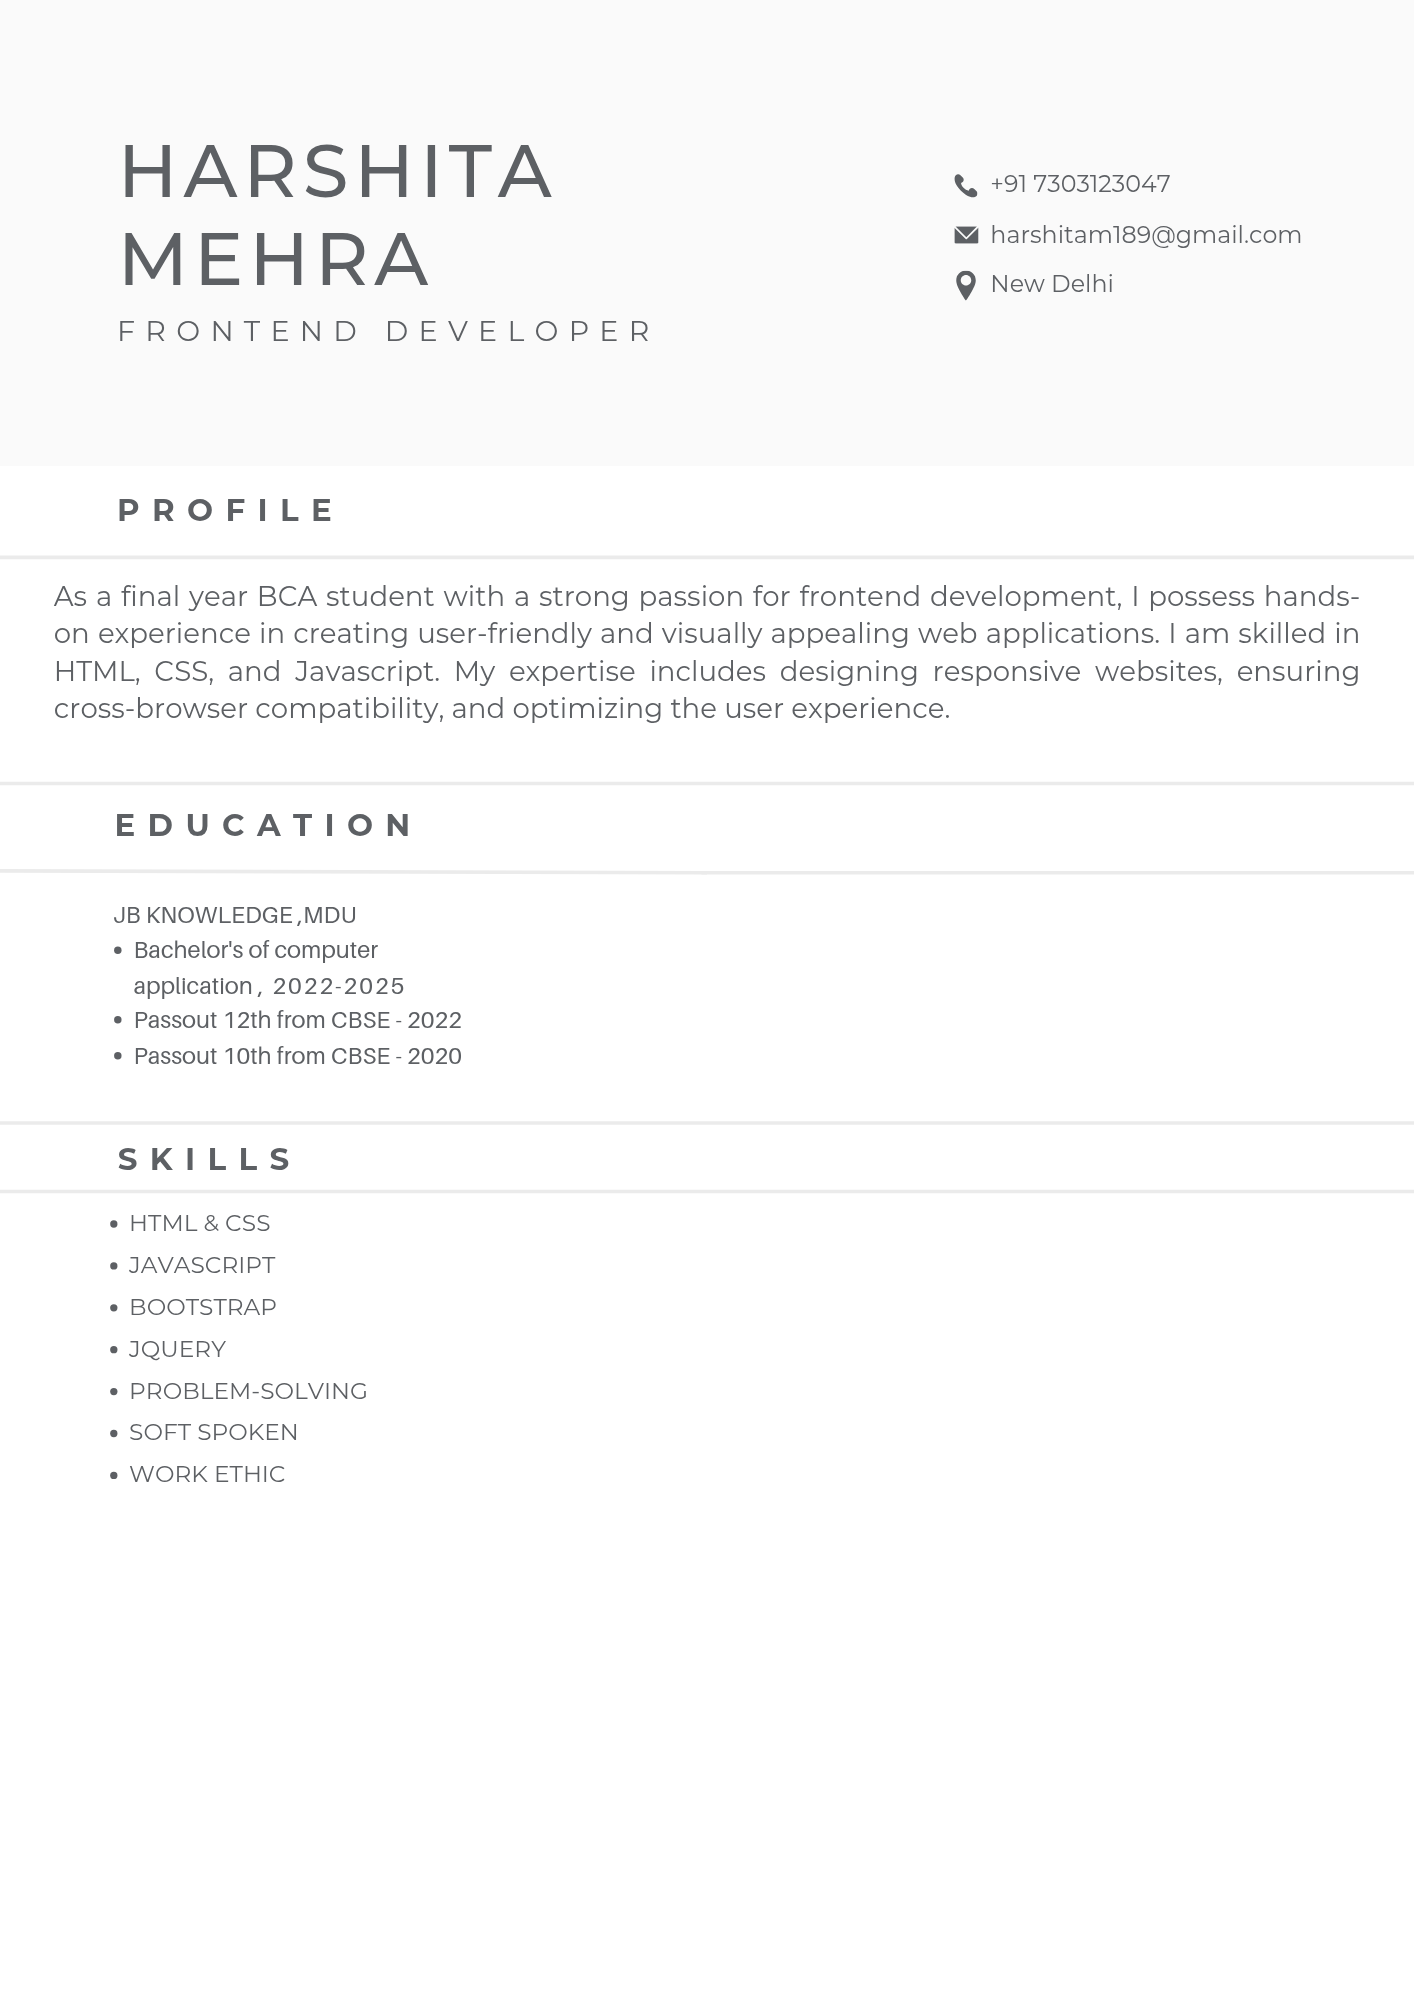 HARSHITA
MEHRA
FRONTEND DEVELOPER
+91 7303123047
harshitam189@gmail.com
New Delhi
PROFILE
As a final year BCA student with a strong passion for frontend development, I possess hands-
on experience in creating user-friendly and visually appealing web applications. I am skilled in
HTML, CSS, and Javascript. My expertise includes designing responsive websites, ensuring
cross-browser compatibility, and optimizing the user experience.
EDUCATION
JB KNOWLEDGE ,MDU
• Bachelor's of computer
application , 2022-2025
• Passout 12th from CBSE - 2022
• Passout 10th from CBSE - 2020
SKILLS
• HTML & CSS
• JAVASCRIPT
• BOOTSTRAP
• JQUERY
• PROBLEM-SOLVING
• SOFT SPOKEN
• WORK ETHIC